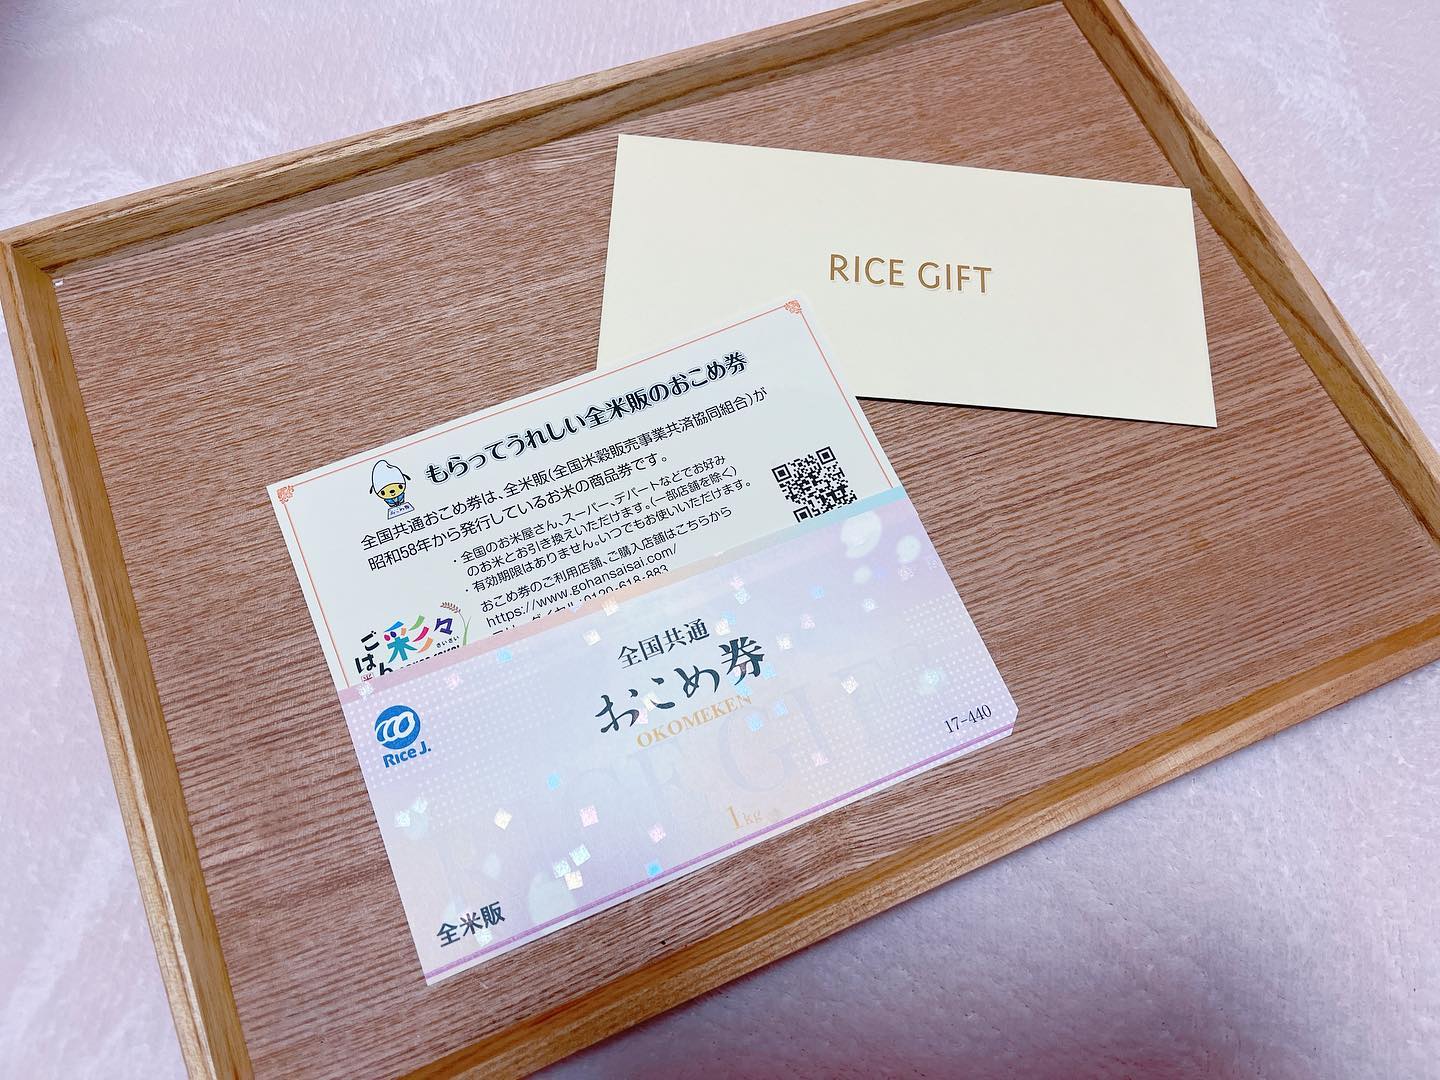 RICE GIFT
もらってうれしい全米販のおこめ券
全国共通おこめ券は、全米販(全国米穀販売事業共済協同組合)が
昭和58年から発行しているお米の商品券です。
・全国のお米屋さん、スーパー、デパートなどでお好み
のお米とお引き換えいただけます。(一部店舗を除く)
・有効期限はありません。いつでもお使いいただけます。
おこめ券のご利用店舗、ご購入店舗はこちらから
https://www.gohansaisai.com/
0120-618-883
ごはん
彩々
さいさい
全国共通
おこめ券
OKOMEKEN
RICE GIFT
Rice J.
17-440
1kg
全米販